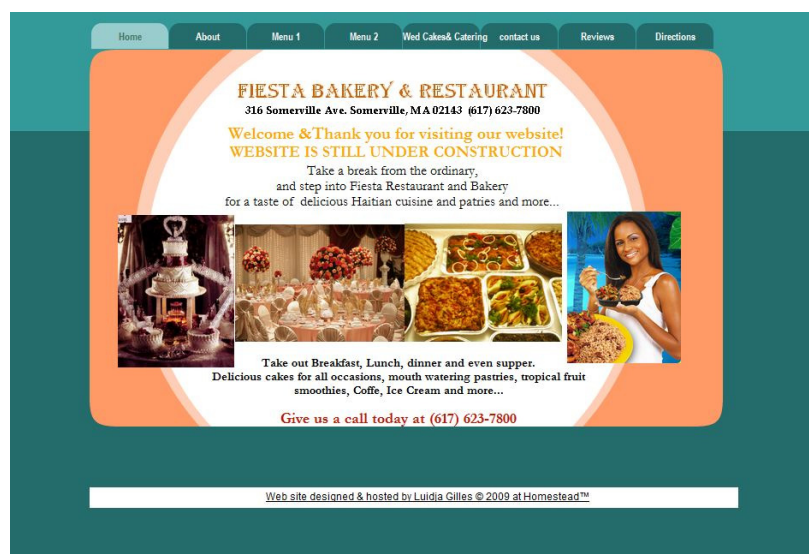 Home About Menu 1 Menu 2 Wed Cakes& Catering contact us Reviews Directions
FIESTA BAKERY & RESTAURANT
316 Somerville Ave. Somerville, MA 02143 (617) 623-7800
Welcome &Thank you for visiting our website!
WEBSITE IS STILL UNDER CONSTRUCTION
Take a break from the ordinary,
and step into Fiesta Restaurant and Bakery
for a taste of delicious Haitian cuisine and patries and more...
Take out Breakfast, Lunch, dinner and even supper.
Delicious cakes for all occasions, mouth watering pastries, tropical fruit
smoothies, Coffe, Ice Cream and more...
Give us a call today at (617) 623-7800
Web site designed & hosted by Luidja Gilles © 2009 at Homestead™